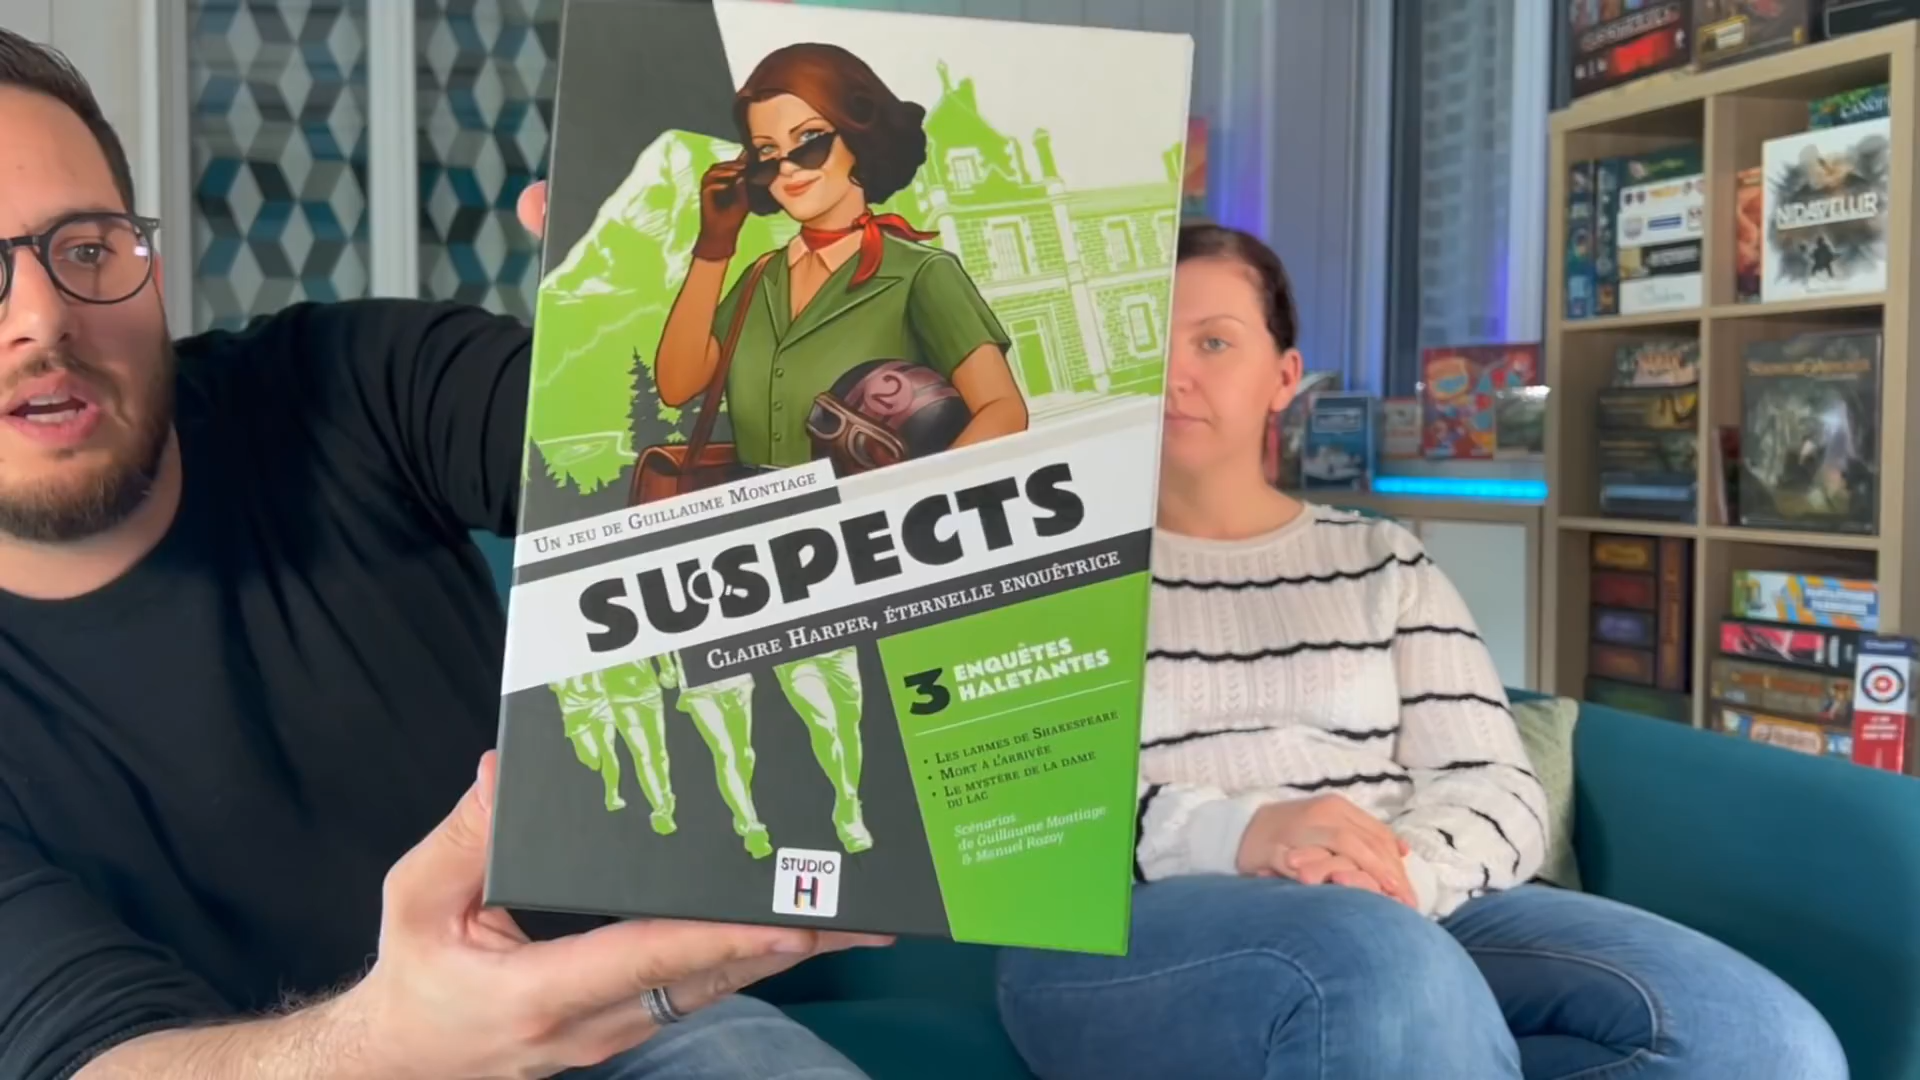 UN JEU DE GUILLAUME MONTIAGE
SUSPECTS
CLAIRE HARPER, ÉTERNELLE ENQUÊTRICE
3 ENQUÊTES
HALETANTES
• LES LARMES DE SHAKESPEARE
• MORT À L'ARRIVÉE
• LE MYSTÈRE DE LA DAME
DU LAC
Scénarios
de Guillaume Montiage
& Manuel Rozoy
STUDIO
H
2
NIDAVELLIR